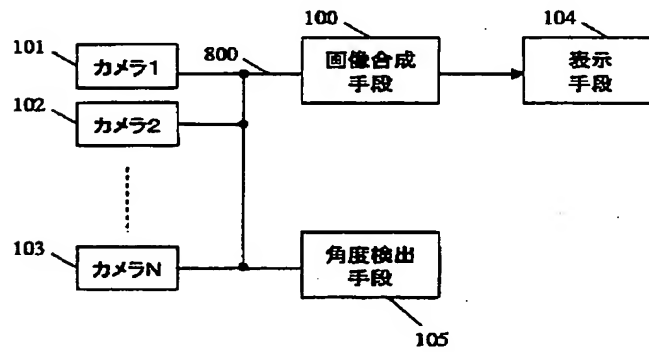 101
カメラ1
800
100
画像合成
手段
104
表示
手段
102
カメラ2
103
カメラN
角度検出
手段
105